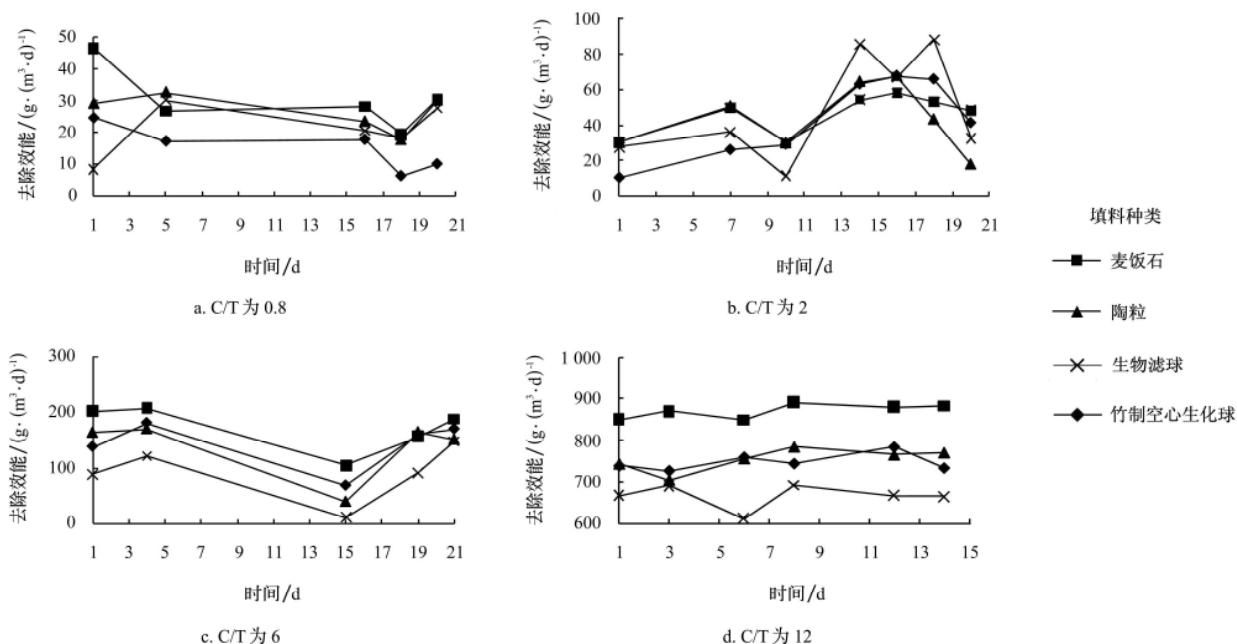 去除效能/(g·(m³·d)⁻¹)
50
40
30
20
10
0
1 3 5 7 9 11 13 15 17 19 21
时间/d
a. C/T 为 0.8
去除效能/(g·(m³·d)⁻¹)
100
80
60
40
20
0
1 3 5 7 9 11 13 15 17 19 21
时间/d
b. C/T 为 2
去除效能/(g·(m³·d)⁻¹)
300
200
100
0
1 3 5 7 9 11 13 15 17 19 21
时间/d
c. C/T 为 6
去除效能/(g·(m³·d)⁻¹)
1 000
900
800
700
600
1 3 5 7 9 11 13 15
时间/d
d. C/T 为 12
填料种类
麦饭石
陶粒
生物滤球
竹制空心生化球